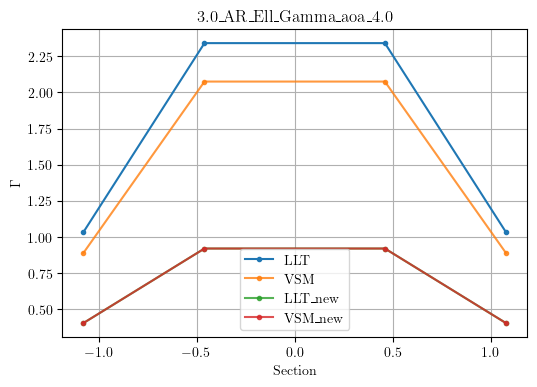 3.0_AR_Ell_Gamma_aoa_4.0
Γ
2.25
2.00
1.75
1.50
1.25
1.00
0.75
0.50
LLT
VSM
LLT_new
VSM_new
−1.0 −0.5 0.0 0.5 1.0
Section